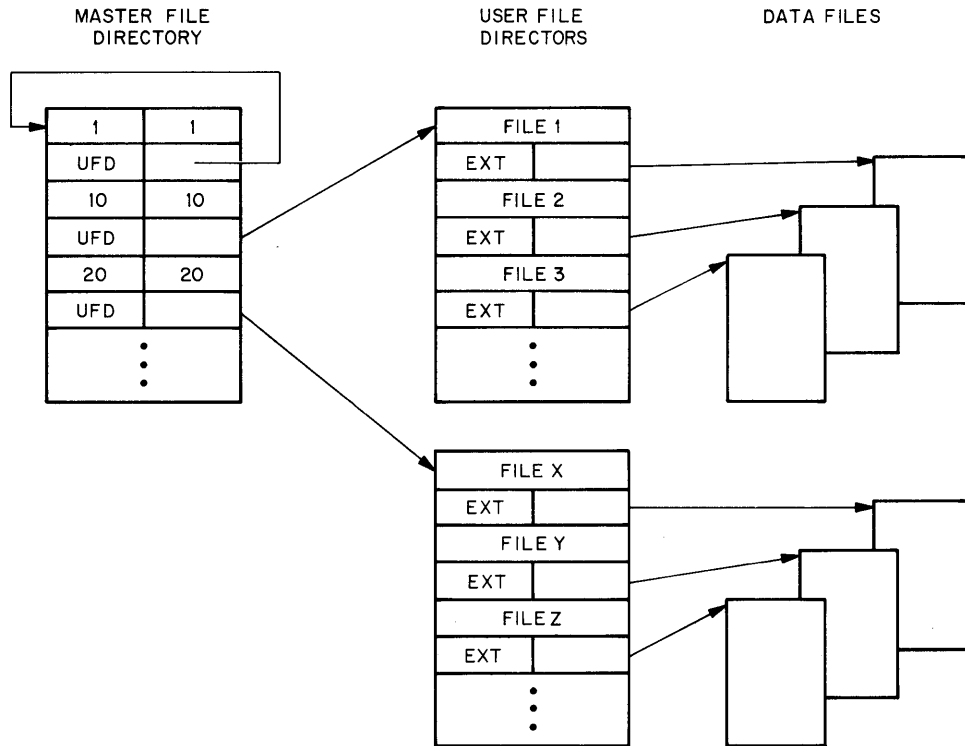 MASTER FILE
DIRECTORY
1 1
UFD
10 10
UFD
20 20
UFD
USER FILE
DIRECTORS
FILE 1
EXT
FILE 2
EXT
FILE 3
EXT
FILE X
EXT
FILE Y
EXT
FILE Z
EXT
DATA FILES